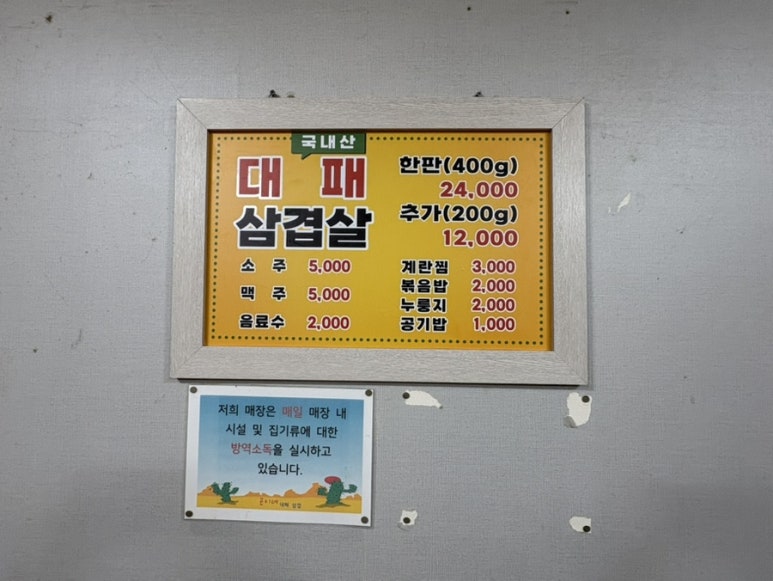 국내산
대패
삼겹살
한판(400g)
24,000
추가(200g)
12,000
소주 5,000
맥주 5,000
음료수 2,000
계란찜 3,000
볶음밥 2,000
누룽지 2,000
공기밥 1,000
저희 매장은 매일 매장 내
시설 및 집기류에 대한
방역소독을 실시하고
있습니다.